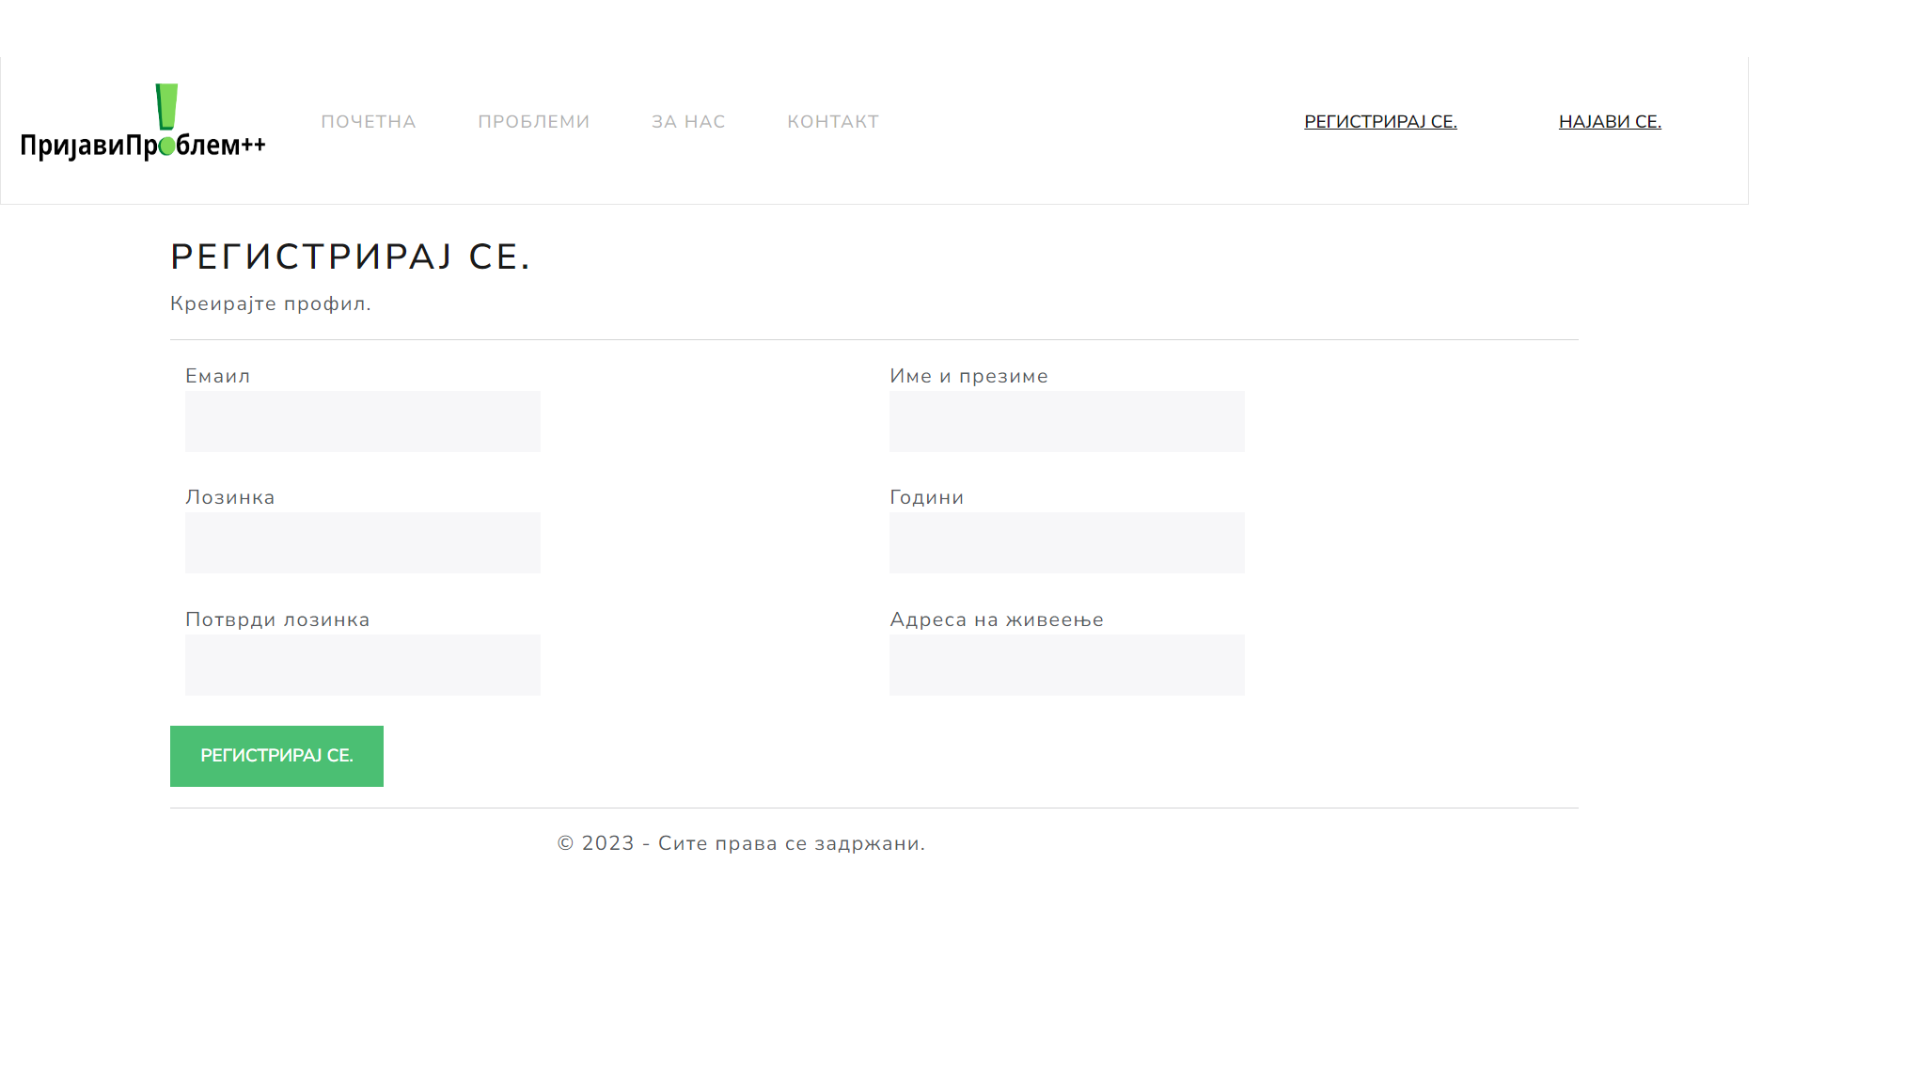 ПријавиПроблем++
ПОЧЕТНА ПРОБЛЕМИ ЗА НАС КОНТАКТ РЕГИСТРИРАЈ СЕ. НАЈАВИ СЕ.
РЕГИСТРИРАЈ СЕ.
Креирајте профил.
Емаил Име и презиме
Лозинка Години
Потврди лозинка Адреса на живеење
РЕГИСТРИРАЈ СЕ.
© 2023 - Сите права се задржани.